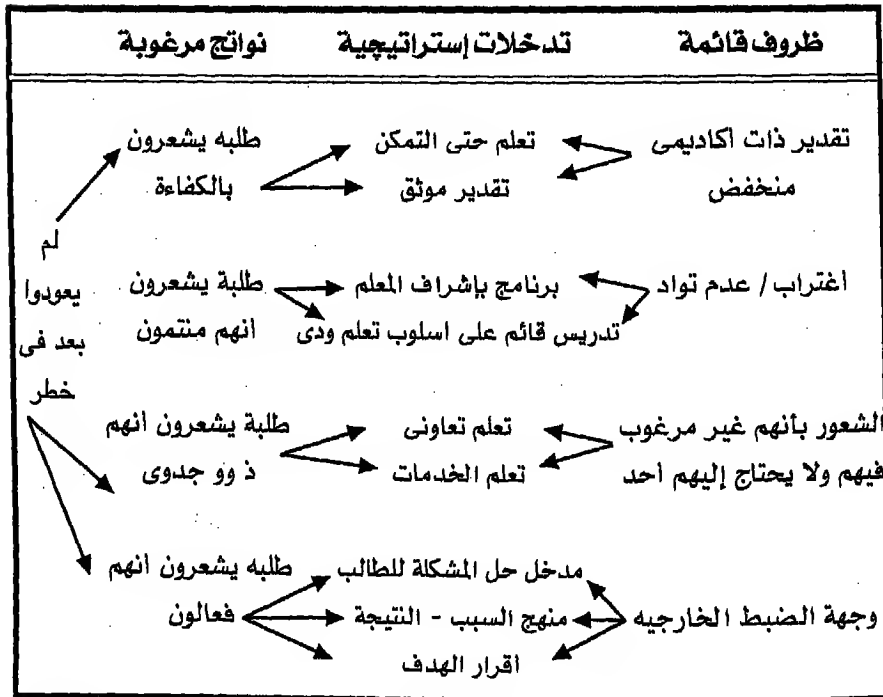 ظروف قائمة تدخلات إستراتيچية نواتج مرغوبة
تقدير ذات اكاديمى تعلم حتى التمكن طلبه يشعرون
منخفض تقدير موثق بالكفاءة
لم
اغتراب / عدم تواد برنامج بإشراف المعلم طلبة يشعرون يعودوا
تدريس قائم على اسلوب تعلم ودى انهم منتمون بعد فى
خطر
الشعور بأنهم غير مرغوب تعلم تعاونى طلبة يشعرون انهم
فيهم ولا يحتاج إليهم احد تعلم الخدمات ذ وو جدوى
مدخل حل المشكلة للطالب طلبه يشعرون انهم
وجهة الضبط الخارجيه منهج السبب - النتيجة فعالون
اقرار الهدف